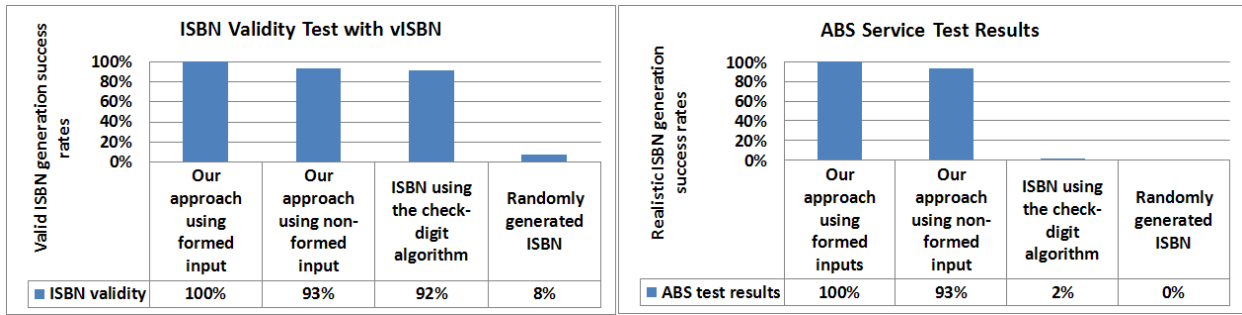 ISBN Validity Test with vISBN
Valid ISBN generation success
rates
100%
80%
60%
40%
20%
0%
Our
approach
using
formed
input
Our
approach
using non-
formed
input
ISBN using
the check-
digit
algorithm
Randomly
generated
ISBN
ISBN validity 100% 93% 92% 8%
ABS Service Test Results
Realistic ISBN generation
success rates
100%
80%
60%
40%
20%
0%
Our
approach
using
formed
inputs
Our
approach
using non-
formed
input
ISBN using
the check-
digit
algorithm
Randomly
generated
ISBN
ABS test results 100% 93% 2% 0%